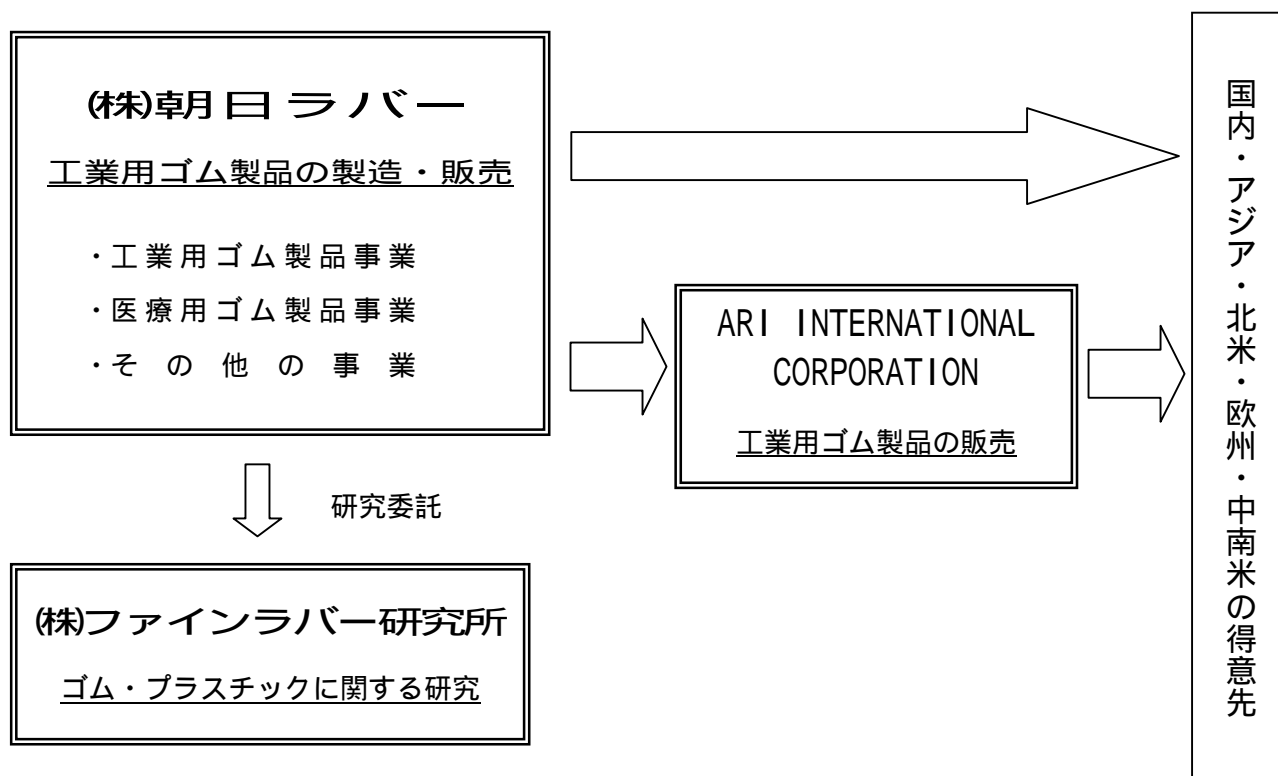 ㈱朝日ラバー
工業用ゴム製品の製造・販売
・工業用ゴム製品事業
・医療用ゴム製品事業
・その他の事業
ARI INTERNATIONAL
CORPORATION
工業用ゴム製品の販売
研究委託
㈱ファインラバー研究所
ゴム・プラスチックに関する研究
国内・アジア・北米・欧州・中南米の得意先